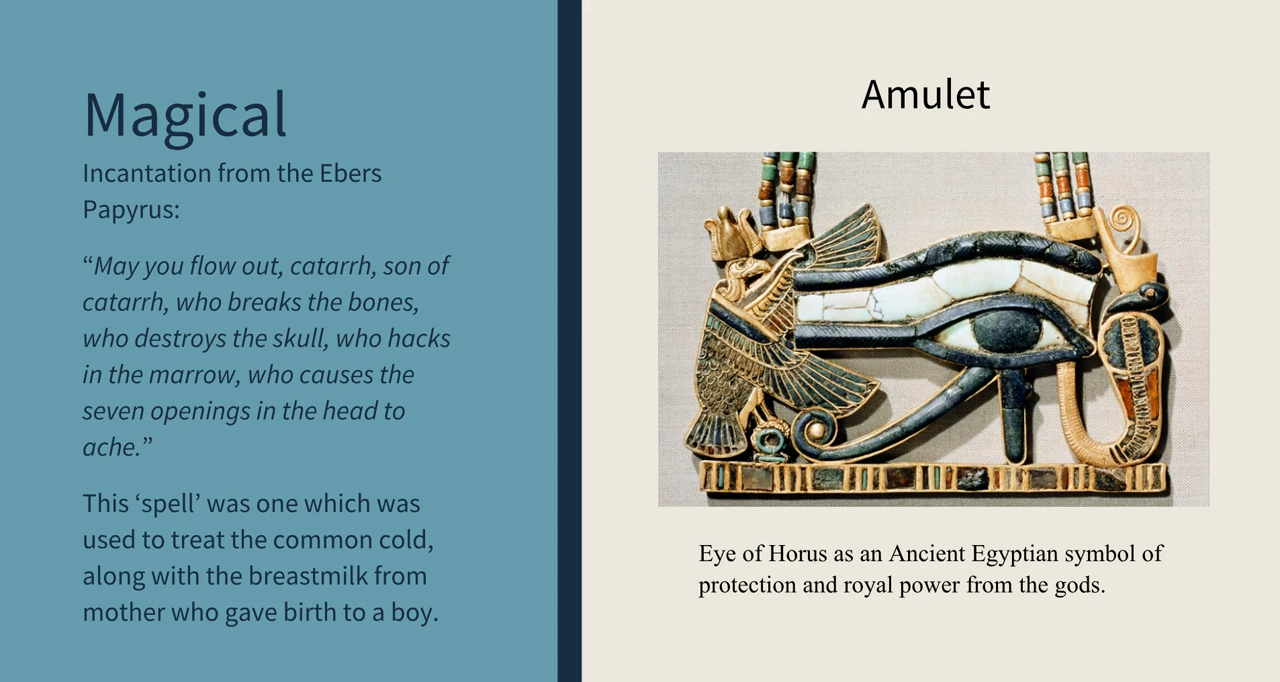 Magical
Incantation from the Ebers
Papyrus:
“May you flow out, catarrh, son of
catarrh, who breaks the bones,
who destroys the skull, who hacks
in the marrow, who causes the
seven openings in the head to
ache.”
This ‘spell’ was one which was
used to treat the common cold,
along with the breastmilk from
mother who gave birth to a boy.
Amulet
Eye of Horus as an Ancient Egyptian symbol of
protection and royal power from the gods.